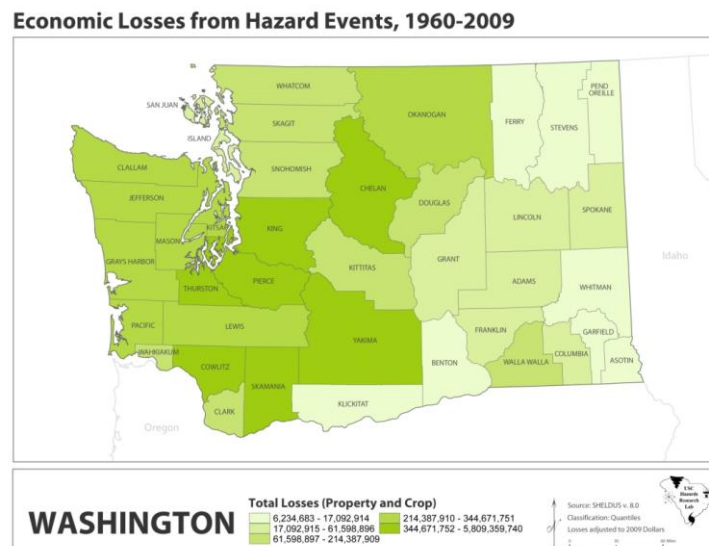 Economic Losses from Hazard Events, 1960-2009
WHATCOM
SAN JUAN
SKAGIT
ISLAND
SNOHOMISH
OKANOGAN
FERRY
STEVENS
PEND
OREILLE
CLALLAM
CHELAN
DOUGLAS
JEFFERSON
KITSAP
KING
LINCOLN
SPOKANE
MASON
GRAYS HARBOR
KITTITAS
GRANT
Idaho
THURSTON
PIERCE
ADAMS
WHITMAN
PACIFIC
LEWIS
YAKIMA
FRANKLIN
GARFIELD
WAHKIAKUM
COWLITZ
BENTON
WALLA WALLA
COLUMBIA
ASOTIN
SKAMANIA
CLARK
KLICKITAT
Oregon
WASHINGTON
Total Losses (Property and Crop)
6,234,683 - 17,092,914
17,092,915 - 61,598,896
61,598,897 - 214,387,909
214,387,910 - 344,671,751
344,671,752 - 5,809,359,740
Source: SHELDUS v. 8.0
Classification: Quantiles
Losses adjusted to 2009 Dollars
USC
Hazards
Research
Lab